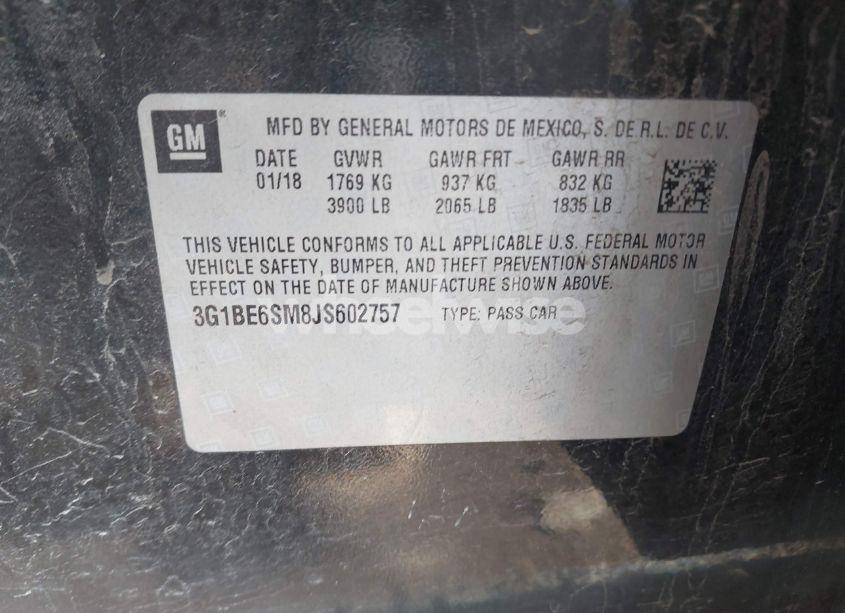 GM ® MFD BY GENERAL MOTORS DE MEXICO, S. DE R.L. DE C.V.
DATE GVWR GAWR FRT GAWR RR
01/18 1769 KG 937 KG 832 KG
3900 LB 2065 LB 1835 LB
THIS VEHICLE CONFORMS TO ALL APPLICABLE U.S. FEDERAL MOTOR
VEHICLE SAFETY, BUMPER, AND THEFT PREVENTION STANDARDS IN
EFFECT ON THE DATE OF MANUFACTURE SHOWN ABOVE.
3G1BE6SM8JS602757 TYPE: PASS CAR